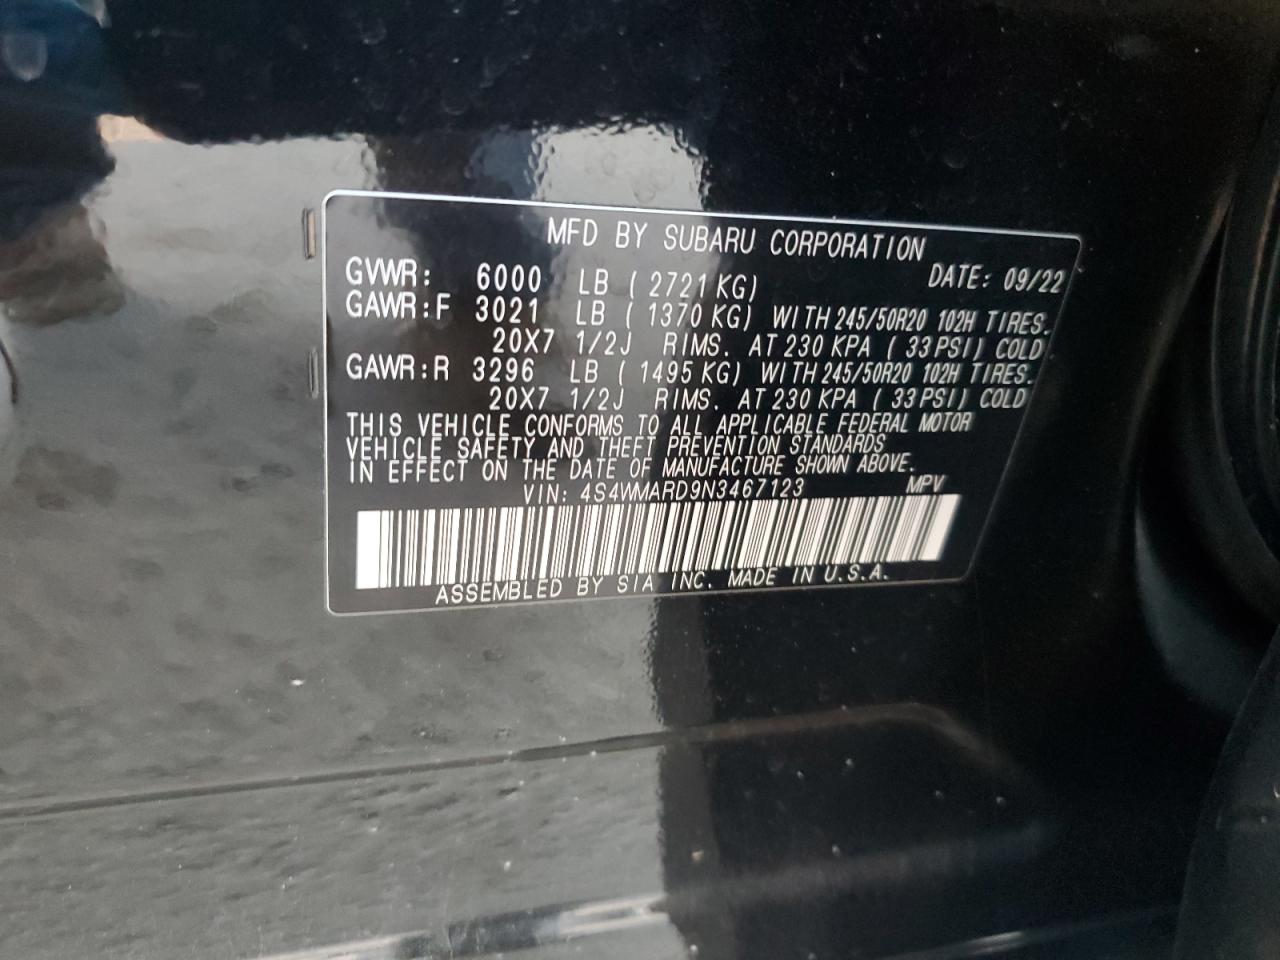 MFD BY SUBARU CORPORATION
GVWR: 6000 LB ( 2721 KG) DATE: 09/22
GAWR:F 3021 LB ( 1370 KG) WITH 245/50R20 102H TIRES.
20X7 1/2J RIMS. AT 230 KPA ( 33 PSI) COLD.
GAWR:R 3296 LB ( 1495 KG) WITH 245/50R20 102H TIRES.
20X7 1/2J RIMS. AT 230 KPA ( 33 PSI) COLD
THIS VEHICLE CONFORMS TO ALL APPLICABLE FEDERAL MOTOR
VEHICLE SAFETY AND THEFT PREVENTION STANDARDS
IN EFFECT ON THE DATE OF MANUFACTURE SHOWN ABOVE.
VIN: 4S4WMARD9N3467123 MPV
ASSEMBLED BY SIA INC. MADE IN U.S.A.